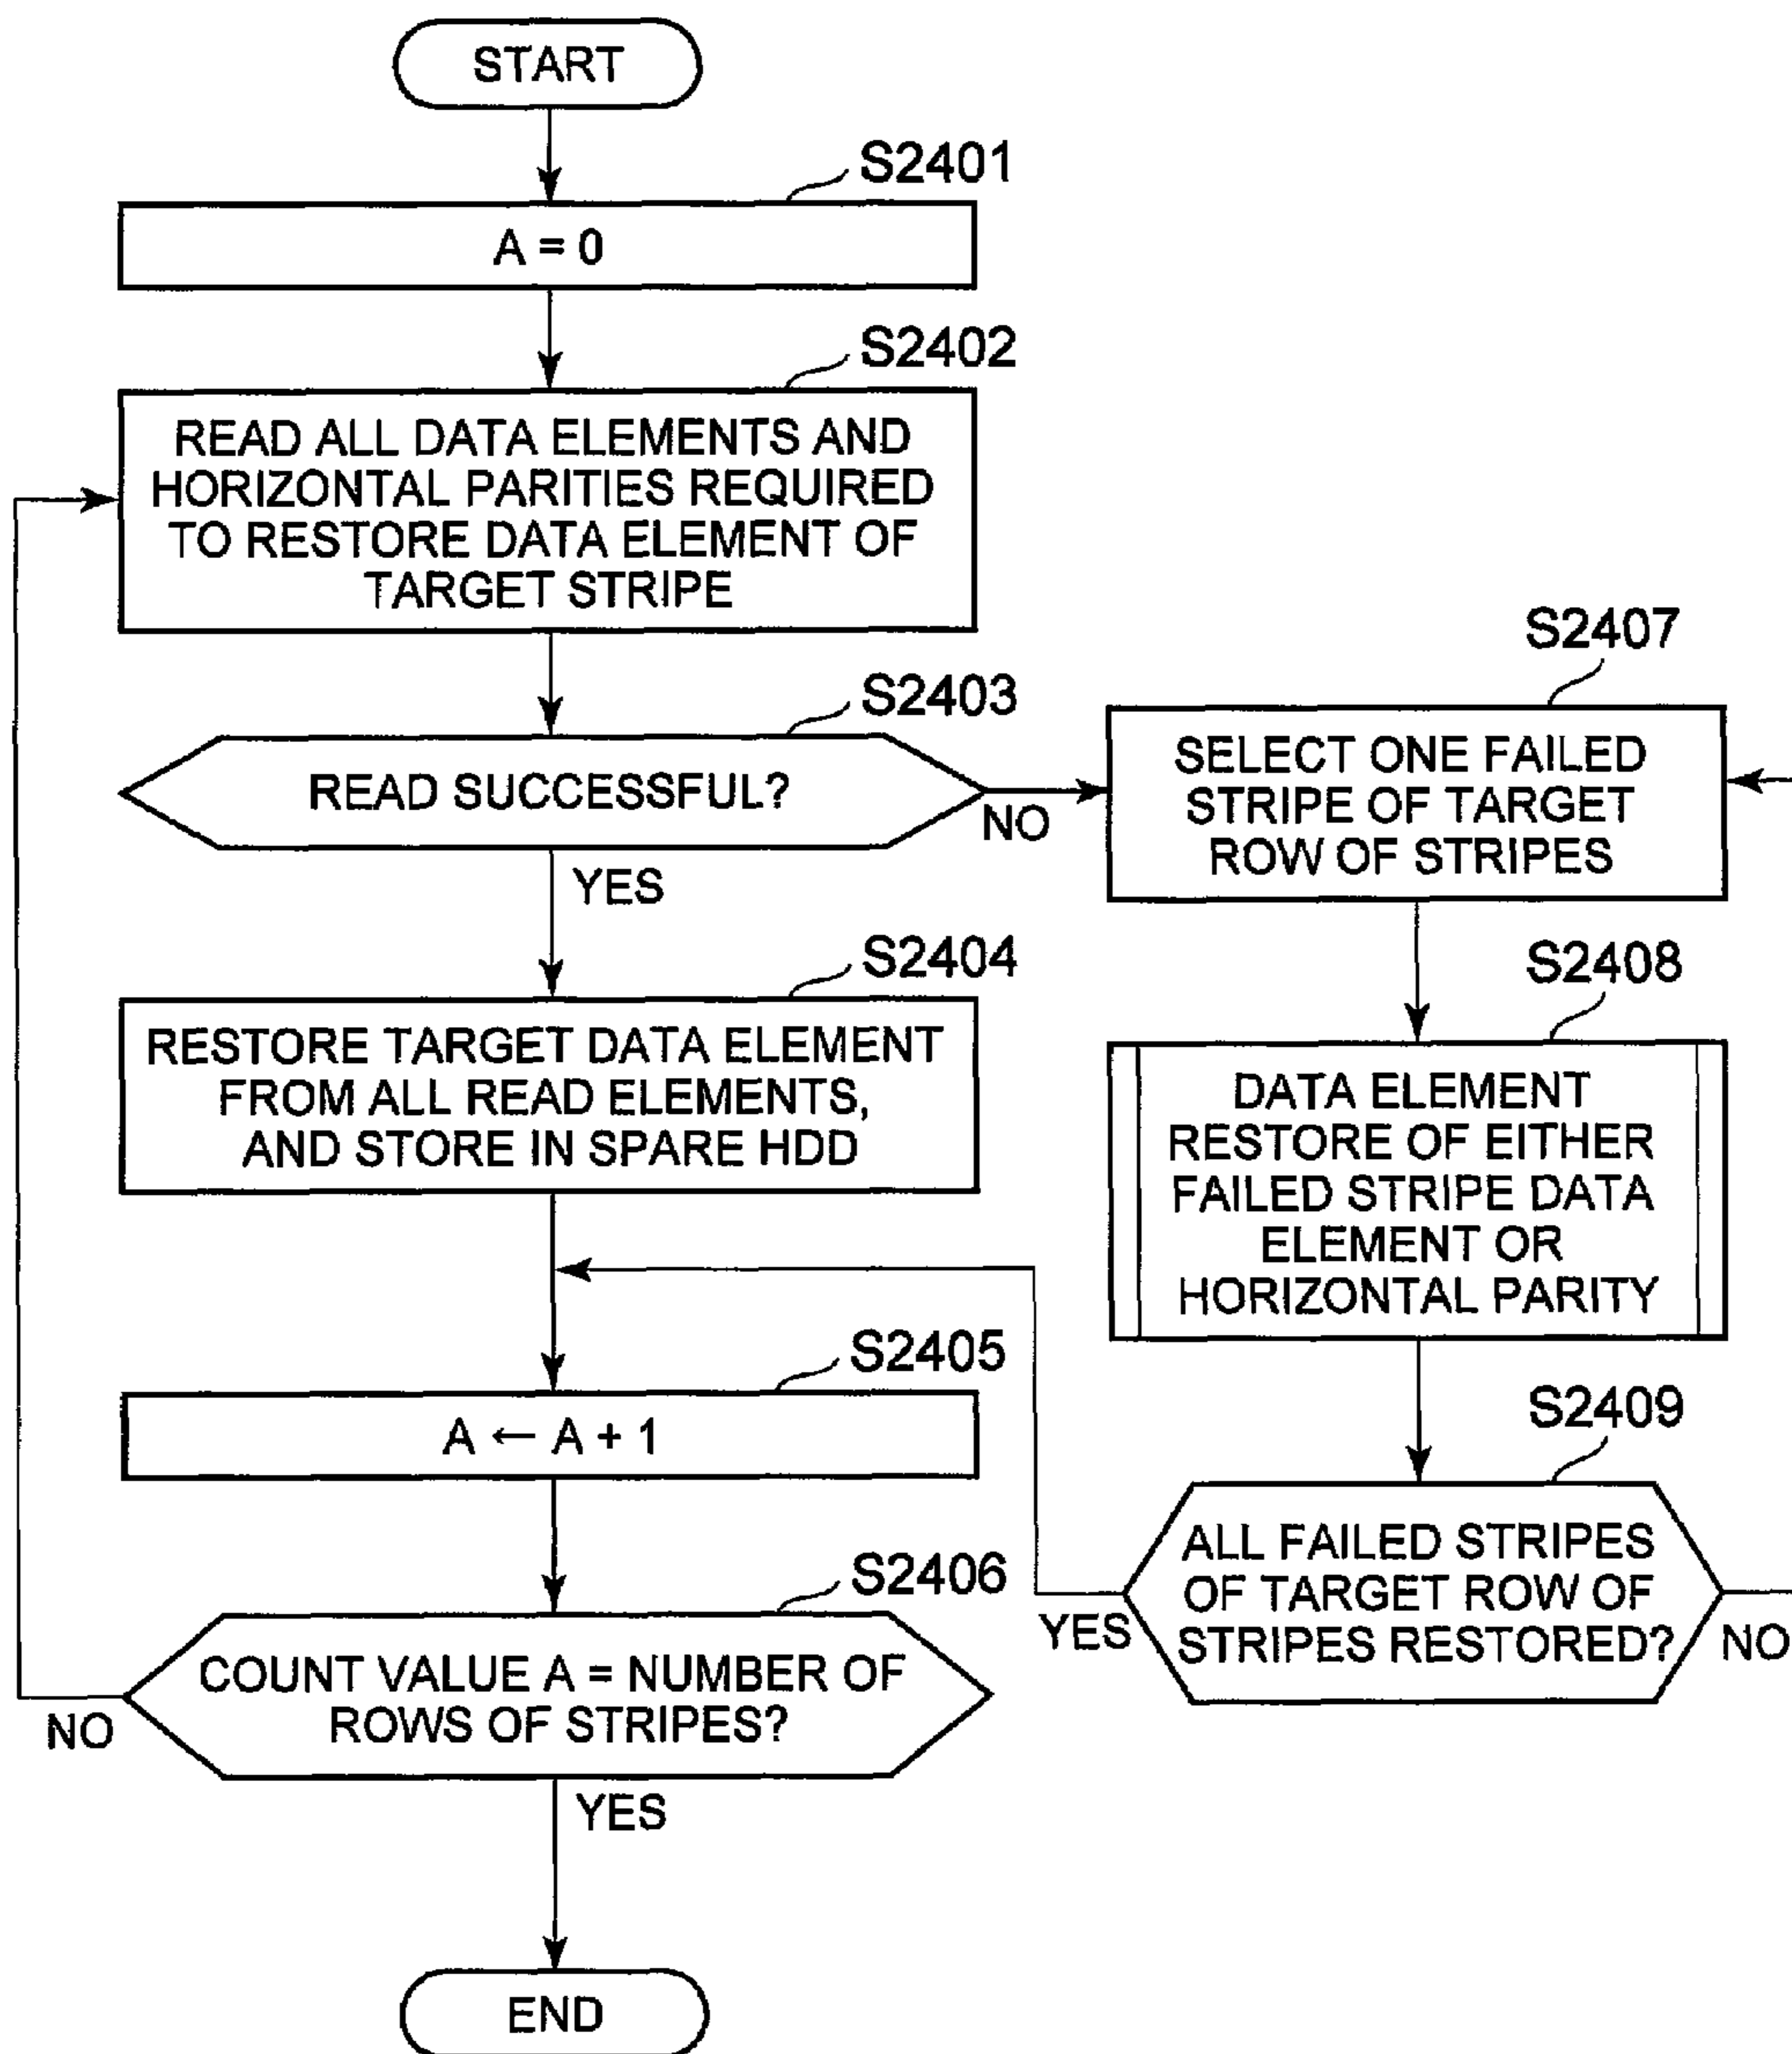 START
S2401
A = 0
S2402
READ ALL DATA ELEMENTS AND
HORIZONTAL PARITIES REQUIRED
TO RESTORE DATA ELEMENT OF
TARGET STRIPE
S2403
READ SUCCESSFUL?
NO
YES
S2404
RESTORE TARGET DATA ELEMENT
FROM ALL READ ELEMENTS,
AND STORE IN SPARE HDD
S2405
A ← A + 1
S2406
COUNT VALUE A = NUMBER OF
ROWS OF STRIPES?
NO
YES
END
S2407
SELECT ONE FAILED
STRIPE OF TARGET
ROW OF STRIPES
S2408
DATA ELEMENT
RESTORE OF EITHER
FAILED STRIPE DATA
ELEMENT OR
HORIZONTAL PARITY
S2409
ALL FAILED STRIPES
OF TARGET ROW OF
STRIPES RESTORED?
YES
NO